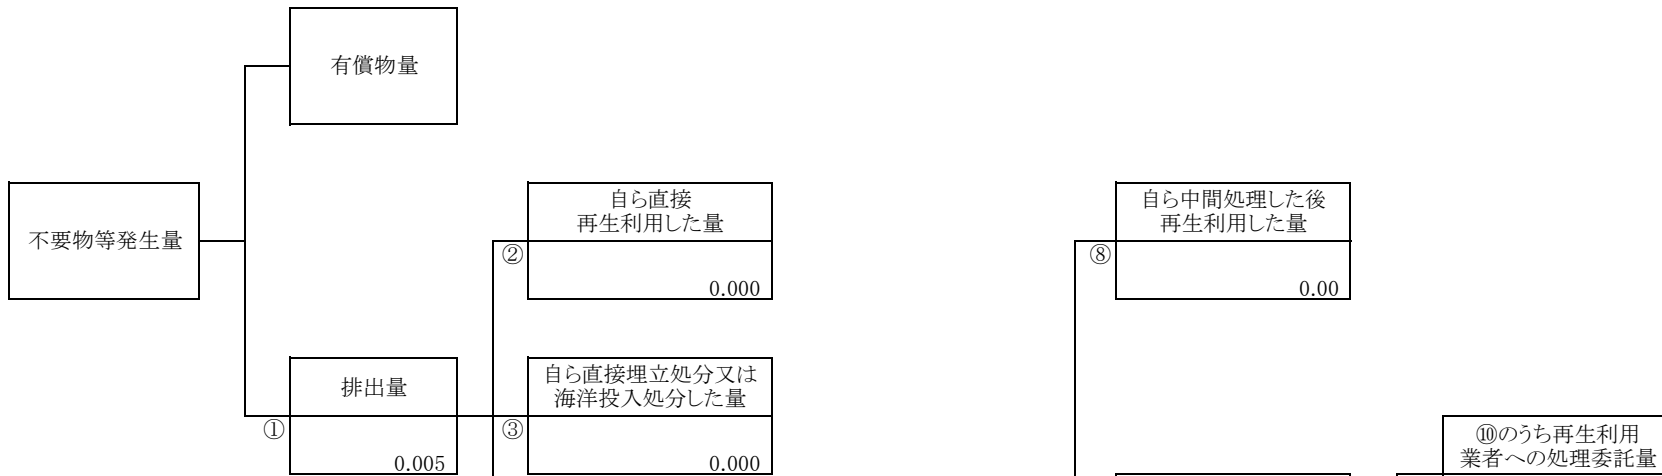 有償物量
不要物等発生量
自ら直接
再生利用した量
②
0.000
自ら中間処理した後
再生利用した量
⑧
0.00
排出量
①
0.005
自ら直接埋立処分又は
海洋投入処分した量
③
0.000
⑩のうち再生利用
業者への処理委託量